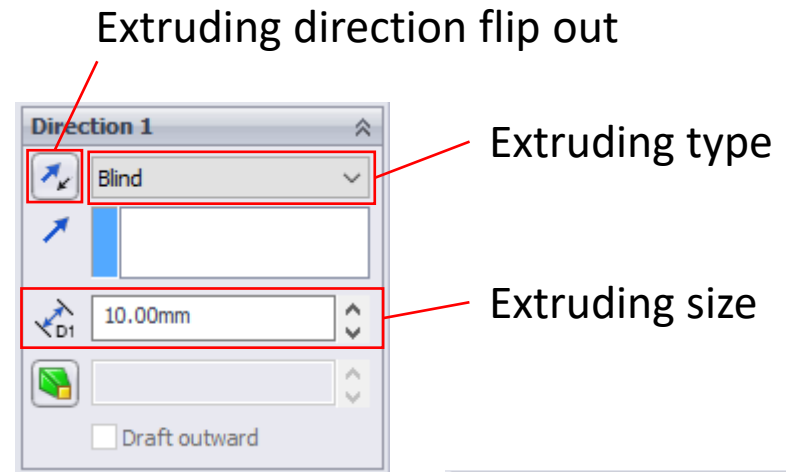 Extruding direction flip out
Direction 1
Blind
Extruding type
D1
10.00mm
Extruding size
Draft outward